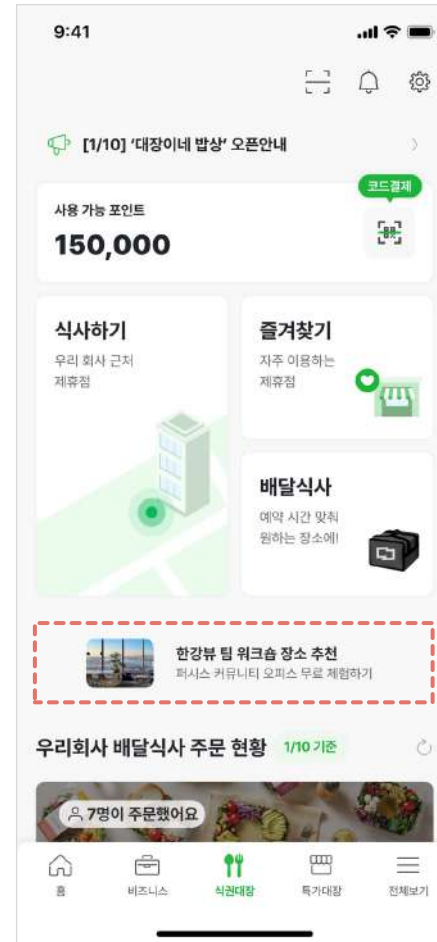 9:41
[1/10] ‘대장이네 밥상’ 오픈안내
코드결제
사용 가능 포인트
150,000
식사하기
우리 회사 근처
제휴점
즐겨찾기
자주 이용하는
제휴점
배달식사
예약 시간 맞춰
원하는 장소에!
한강뷰 팀 워크숍 장소 추천
퍼시스 커뮤니티 오피스 무료 체험하기
우리회사 배달식사 주문 현황 1/10 기준
7명이 주문했어요
홈 비즈니스 식권대장 특가대장 전체보기